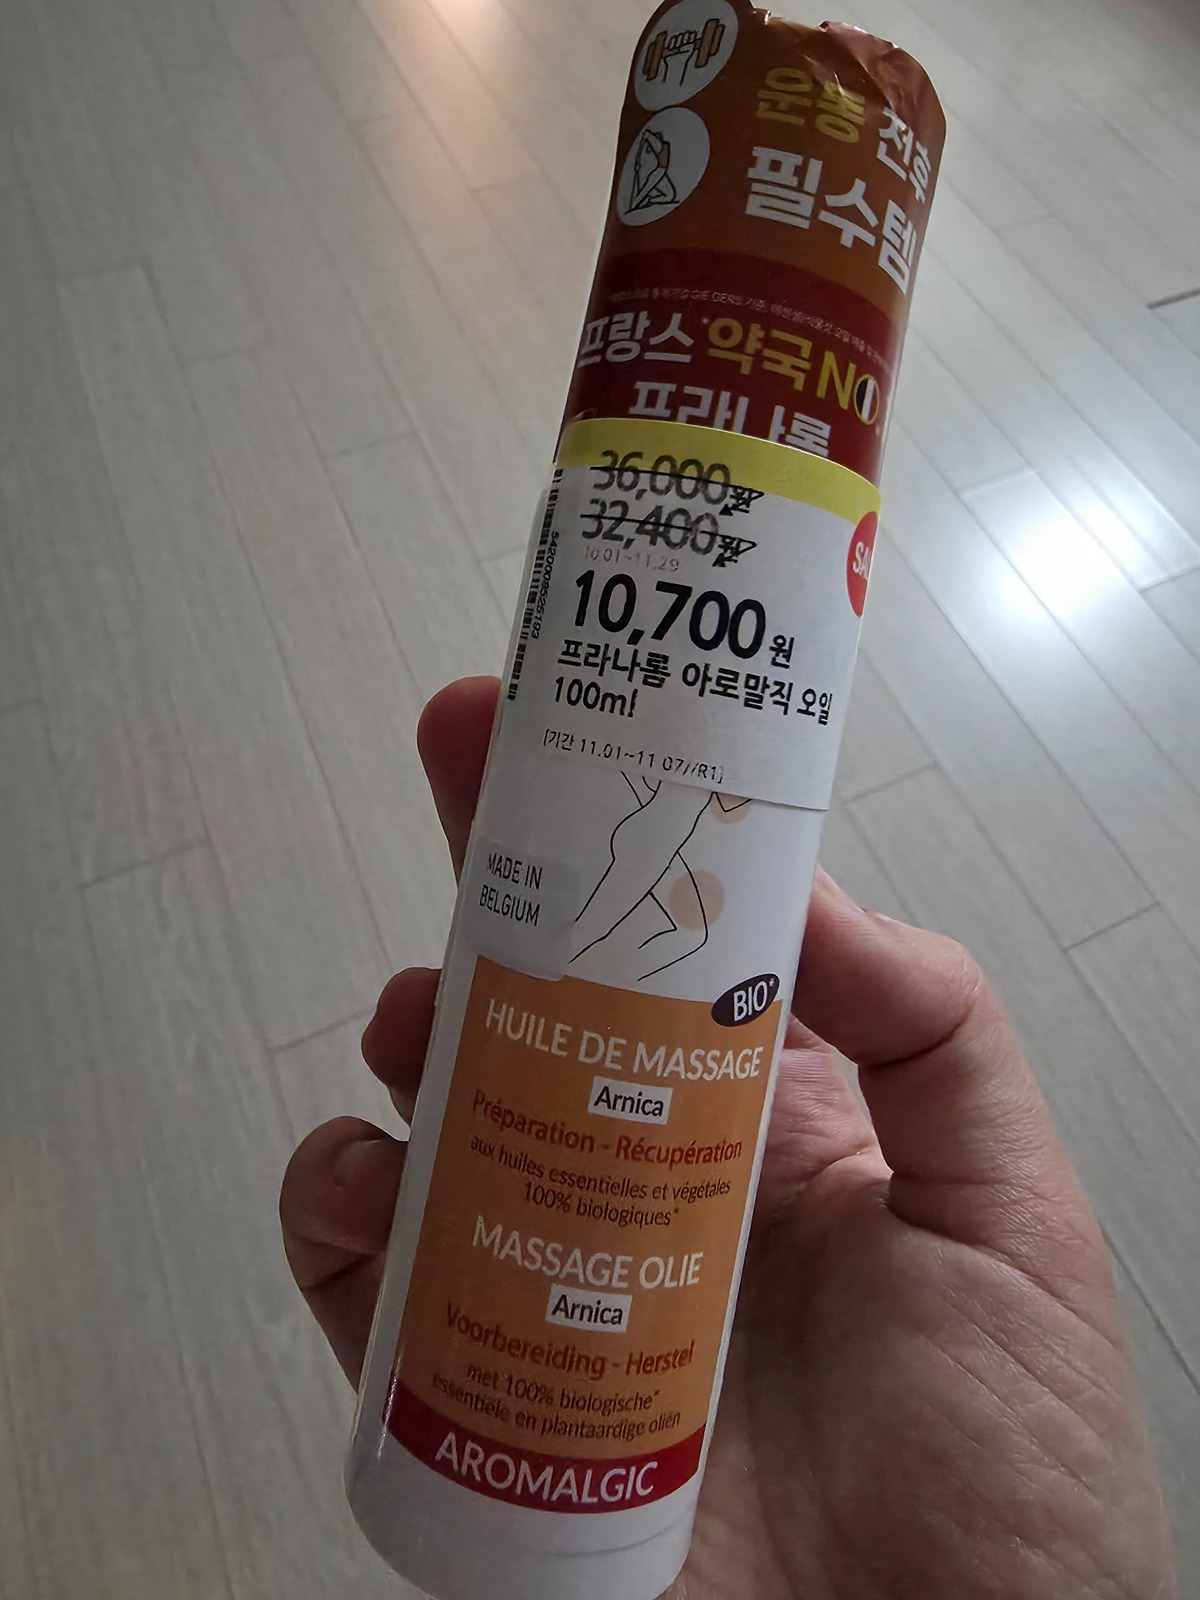 운동 전후
필수템
프랑스 약국 NO.1
프라나롬
36,000원
32,400원
10.01~11.29
SAL
10,700원
프라나롬 아로말직 오일
100ml
[기간 11.01~11.07//R1]
MADE IN
BELGIUM
BIO*
HUILE DE MASSAGE
Arnica
Préparation - Récupération
aux huiles essentielles et végétales
100% biologiques*
MASSAGE OLIE
Arnica
Voorbereiding - Herstel
met 100% biologische*
essentiële en plantaardige oliën
AROMALGIC